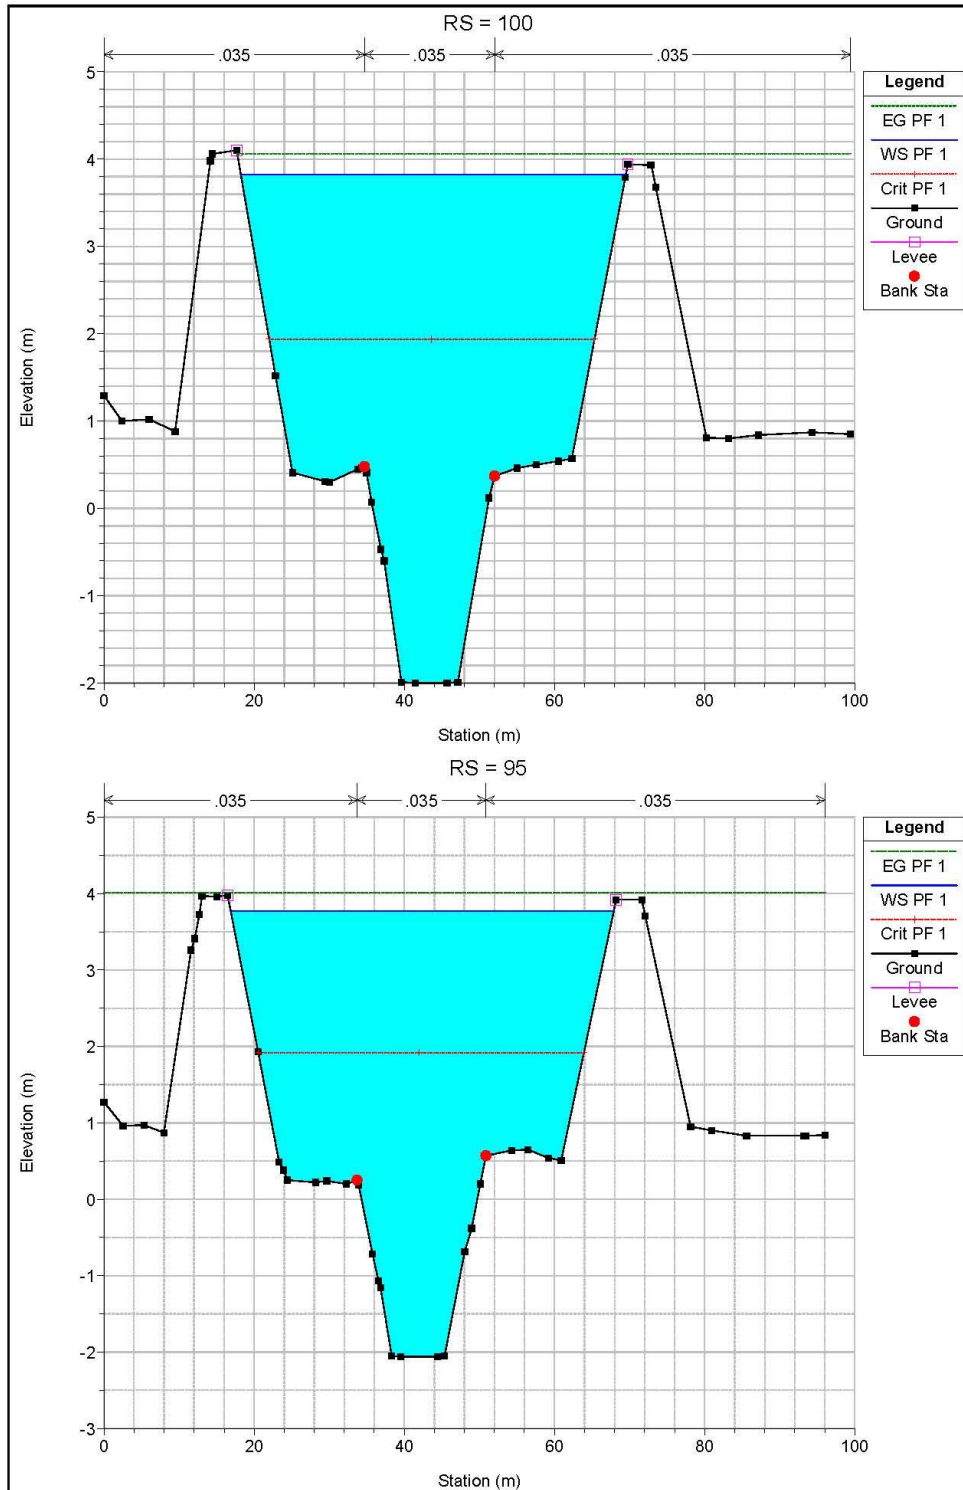 RS = 100
.035 .035 .035
5
4
3
2
1
0
-1
-2
Elevation (m)
0 20 40 60 80 100
Station (m)
Legend
EG PF 1
WS PF 1
Crit PF 1
Ground
Levee
Bank Sta
RS = 95
.035 .035 .035
5
4
3
2
1
0
-1
-2
-3
Elevation (m)
0 20 40 60 80 100
Station (m)
Legend
EG PF 1
WS PF 1
Crit PF 1
Ground
Levee
Bank Sta